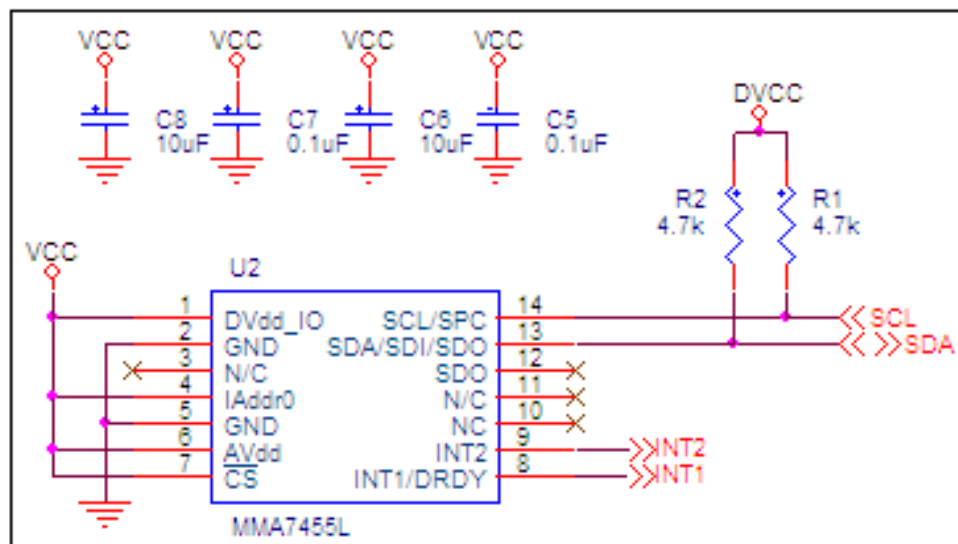 VCC VCC VCC VCC
C8 C7 C6 C5
10uF 0.1uF 10uF 0.1uF
DVCC
R2 R1
4.7k 4.7k
VCC
U2
1 DVdd_IO SCL/SPC 14 SCL
2 GND SDA/SDI/SDO 13 SDA
3 N/C SDO 12
4 IAddr0 N/C 11
5 GND NC 10
6 AVdd INT2 9 INT2
7 CS INT1/DRDY 8 INT1
MMA7455L